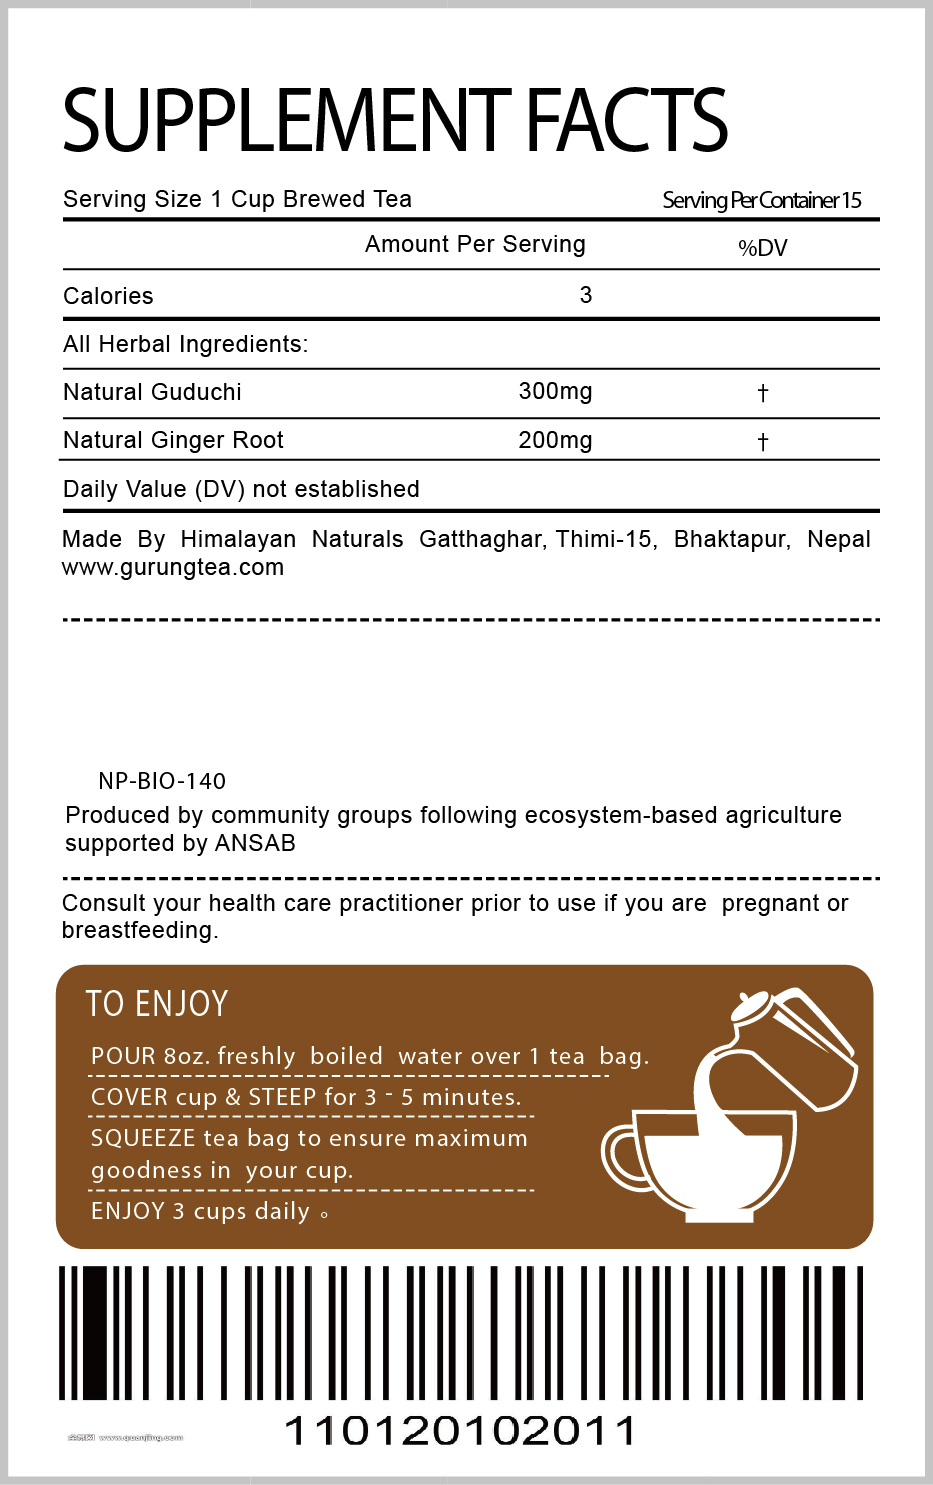 SUPPLEMENT FACTS
Serving Size 1 Cup Brewed Tea Serving Per Container 15
Amount Per Serving %DV
Calories 3
All Herbal Ingredients:
Natural Guduchi 300mg †
Natural Ginger Root 200mg †
Daily Value (DV) not established
Made By Himalayan Naturals Gatthaghar, Thimi-15, Bhaktapur, Nepal
www.gurungtea.com
NP-BIO-140
Produced by community groups following ecosystem-based agriculture
supported by ANSAB
Consult your health care practitioner prior to use if you are pregnant or
breastfeeding.
TO ENJOY
POUR 8oz. freshly boiled water over 1 tea bag.
COVER cup & STEEP for 3 - 5 minutes.
SQUEEZE tea bag to ensure maximum
goodness in your cup.
ENJOY 3 cups daily 。
110120102011
www.quanjing.com